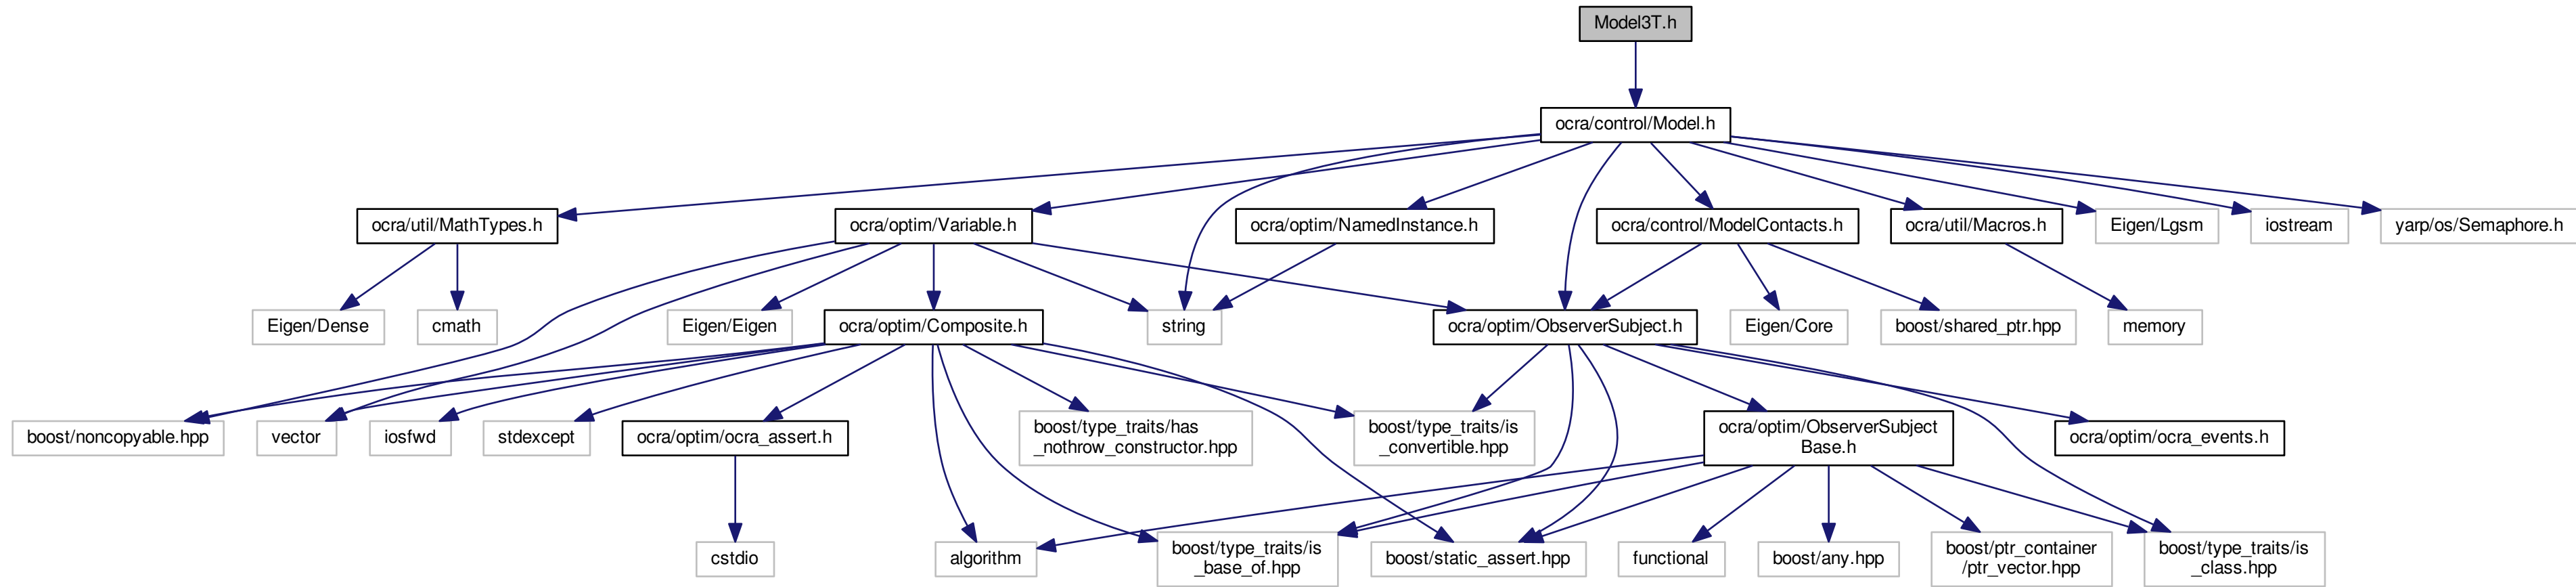 Model3T.h
ocra/control/Model.h
ocra/util/MathTypes.h
ocra/optim/Variable.h
ocra/optim/NamedInstance.h
ocra/control/ModelContacts.h
ocra/util/Macros.h
Eigen/Lgsm
iostream
yarp/os/Semaphore.h
Eigen/Dense
cmath
Eigen/Eigen
ocra/optim/Composite.h
string
ocra/optim/ObserverSubject.h
Eigen/Core
boost/shared_ptr.hpp
memory
boost/noncopyable.hpp
vector
iosfwd
stdexcept
ocra/optim/ocra_assert.h
boost/type_traits/has
_nothrow_constructor.hpp
boost/type_traits/is
_convertible.hpp
ocra/optim/ObserverSubject
Base.h
ocra/optim/ocra_events.h
cstdio
algorithm
boost/type_traits/is
_base_of.hpp
boost/static_assert.hpp
functional
boost/any.hpp
boost/ptr_container
/ptr_vector.hpp
boost/type_traits/is
_class.hpp